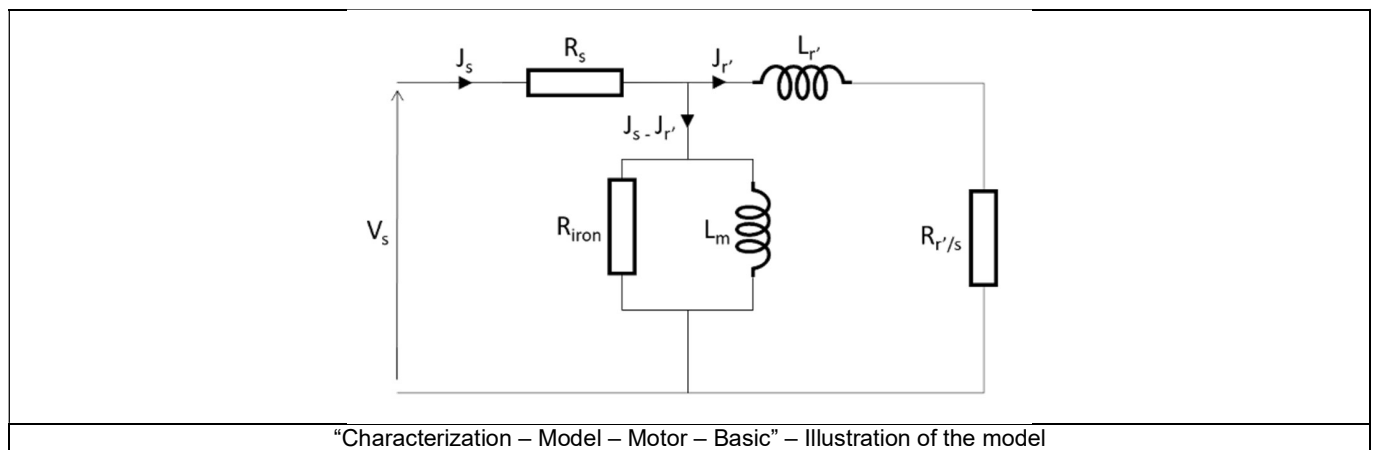 L_r'
R_s
J_s
J_r'
J_s - J_r'
R_iron
L_m
V_s
R_r'/s
“Characterization – Model – Motor – Basic” – Illustration of the model